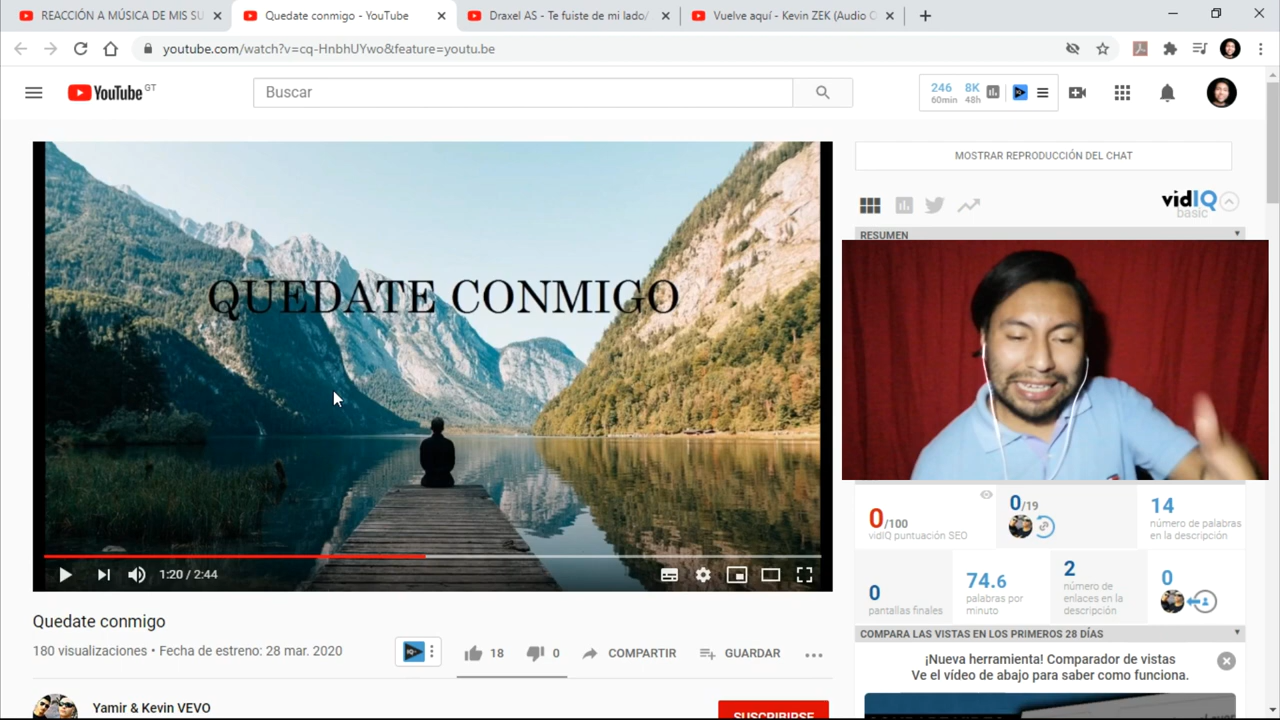 REACCIÓN A MÚSICA DE MIS SU
Quedate conmigo - YouTube
Draxel AS - Te fuiste de mi lado/
Vuelve aquí - Kevin ZEK (Audio O
youtube.com/watch?v=cq-HnbhUYwo&feature=youtu.be
YouTube GT
Buscar
246 8K
60min 48h
MOSTRAR REPRODUCCIÓN DEL CHAT
vidIQ
basic
RESUMEN
QUEDATE CONMIGO
0/100
vidIQ puntuación SEO
0/19
14
número de palabras
en la descripción
0
pantallas finales
74.6
palabras por
minuto
2
número de
enlaces en la
descripción
0
1:20 / 2:44
Quedate conmigo
180 visualizaciones • Fecha de estreno: 28 mar. 2020
18
0
COMPARTIR
GUARDAR
COMPARA LAS VISTAS EN LOS PRIMEROS 28 DÍAS
¡Nueva herramienta! Comparador de vistas
Ve el vídeo de abajo para saber como funciona.
Yamir & Kevin VEVO
SUSCRIBIRSE